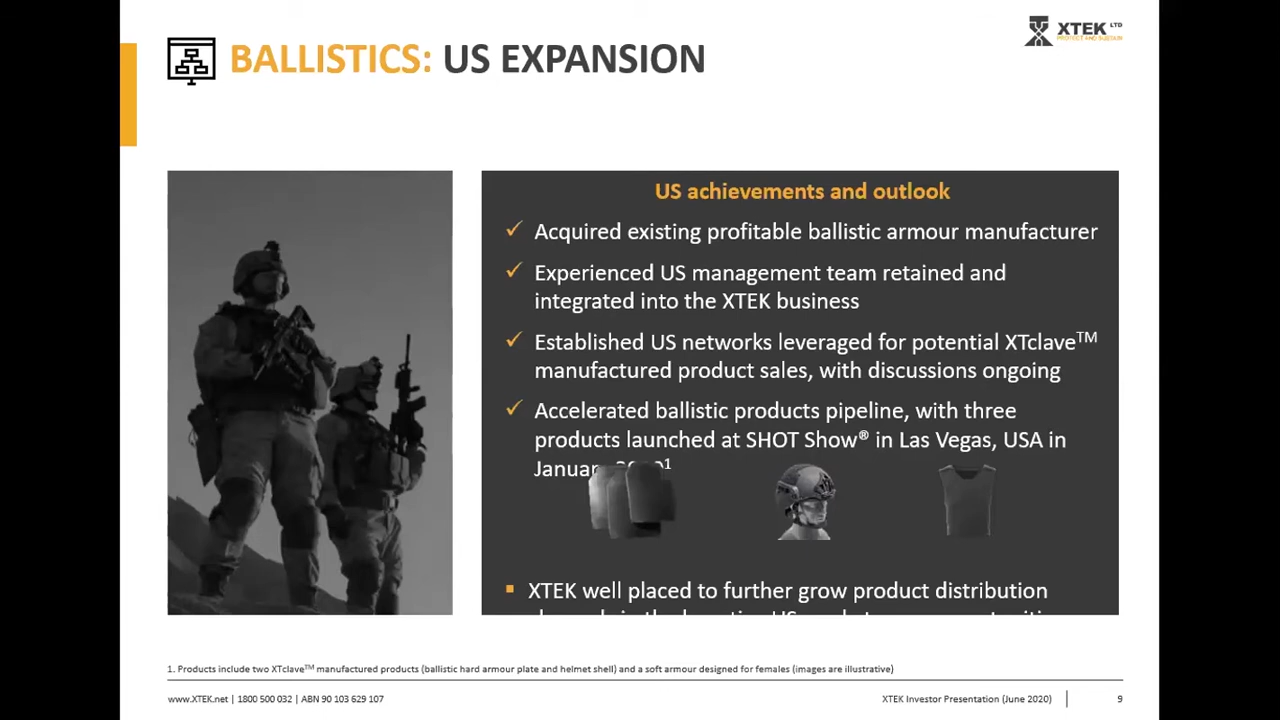 XTEK LTD
PROTECT AND SUSTAIN
BALLISTICS: US EXPANSION
US achievements and outlook
✓ Acquired existing profitable ballistic armour manufacturer
✓ Experienced US management team retained and
integrated into the XTEK business
✓ Established US networks leveraged for potential XTclave™
manufactured product sales, with discussions ongoing
✓ Accelerated ballistic products pipeline, with three
products launched at SHOT Show® in Las Vegas, USA in
▪ XTEK well placed to further grow product distribution
1. Products include two XTclave™ manufactured products (ballistic hard armour plate and helmet shell) and a soft armour designed for females (images are illustrative)
www.XTEK.net | 1800 500 032 | ABN 90 103 629 107
XTEK Investor Presentation (June 2020) | 9